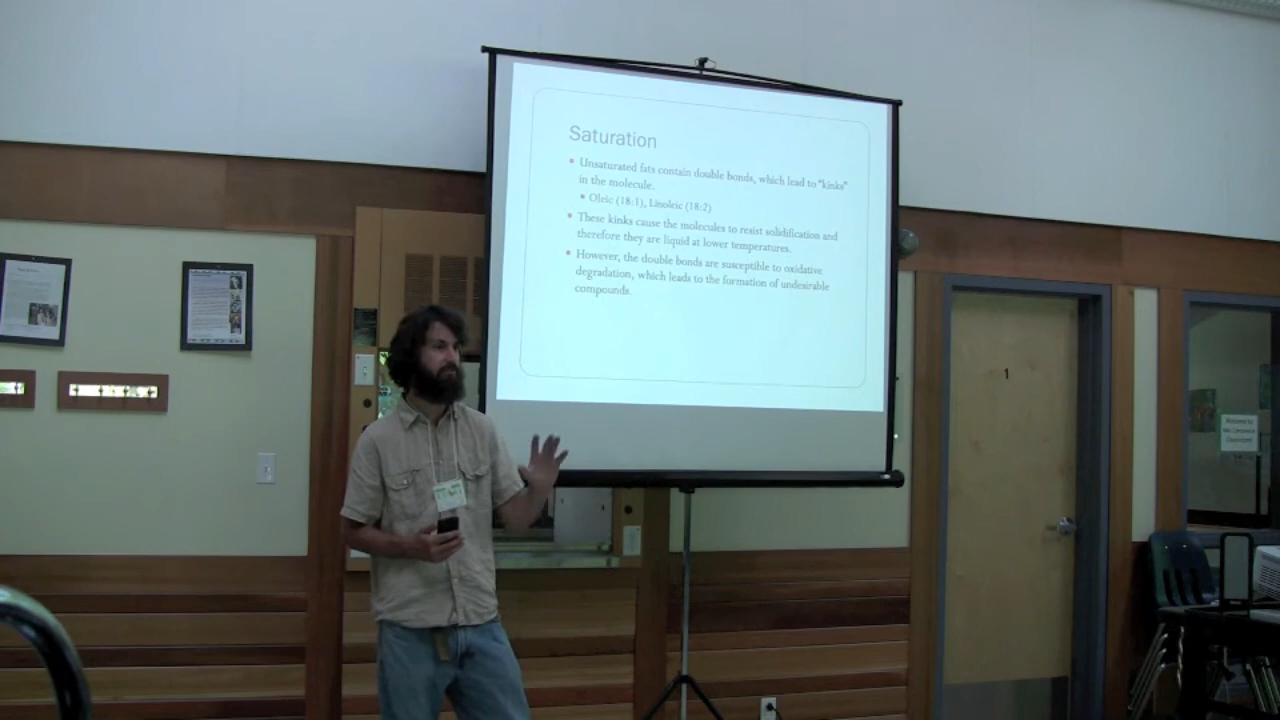 Saturation
Unsaturated fats contain double bonds, which lead to "kinks"
in the molecule.
Oleic (18:1), Linoleic (18:2)
These kinks cause the molecules to resist solidification and
therefore they are liquid at lower temperatures.
However, the double bonds are susceptible to oxidative
degradation, which leads to the formation of undesirable
compounds.
1